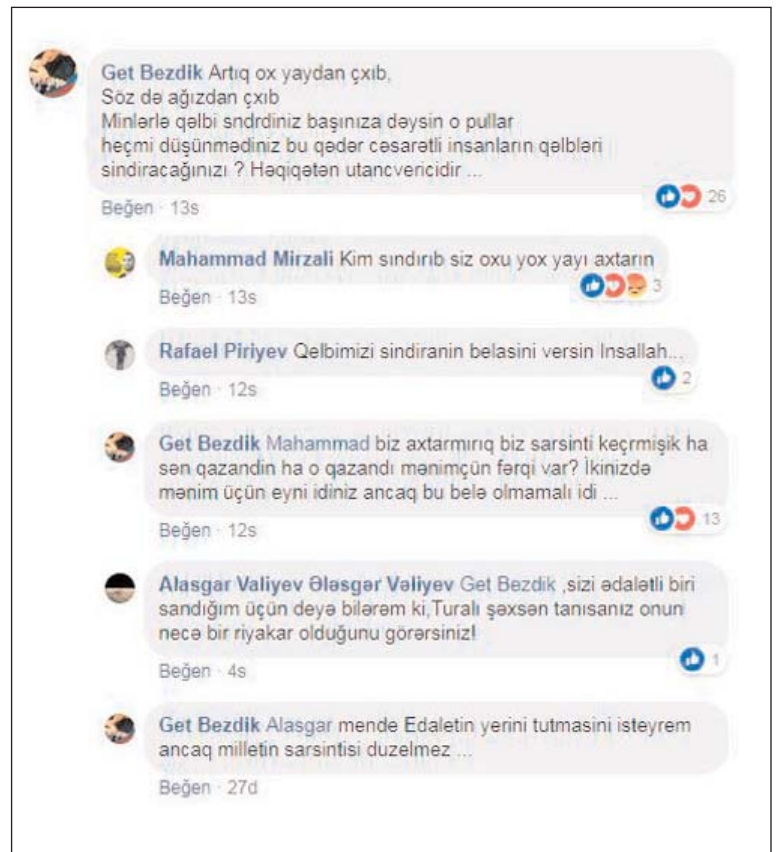 Get Bezdik Artıq ox yaydan çxıb,
Söz də ağızdan çxıb
Minlərlə qəlbi sndrdiniz başınıza dəysin o pullar
heçmi düşünmədiniz bu qədər cəsarətli insanların qəlbləri
sindiracağınızı ? Həqiqətən utancvericidir ...
26
Beğen · 13s
Mahammad Mirzali Kim sındırıb siz oxu yox yayı axtarın
3
Beğen · 13s
Rafael Piriyev Qelbimizi sindiranin belasini versin Insallah...
2
Beğen · 12s
Get Bezdik Mahammad biz axtarmırıq biz sarsinti keçrmişik ha
sən qazandin ha o qazandı mənimçün fərqi var? İkinizdə
mənim üçün eyni idiniz ancaq bu belə olmamalı idi ...
13
Beğen · 12s
Alasgar Valiyev Ələsgər Vəliyev Get Bezdik ,sizi ədalətli biri
sandığım üçün deyə bilərəm ki,Turalı şəxsən tanısanız onun
necə bir riyakar olduğunu görərsiniz!
1
Beğen · 4s
Get Bezdik Alasgar mende Edaletin yerini tutmasini isteyrem
ancaq milletin sarsintisi duzelmez ...
Beğen · 27d